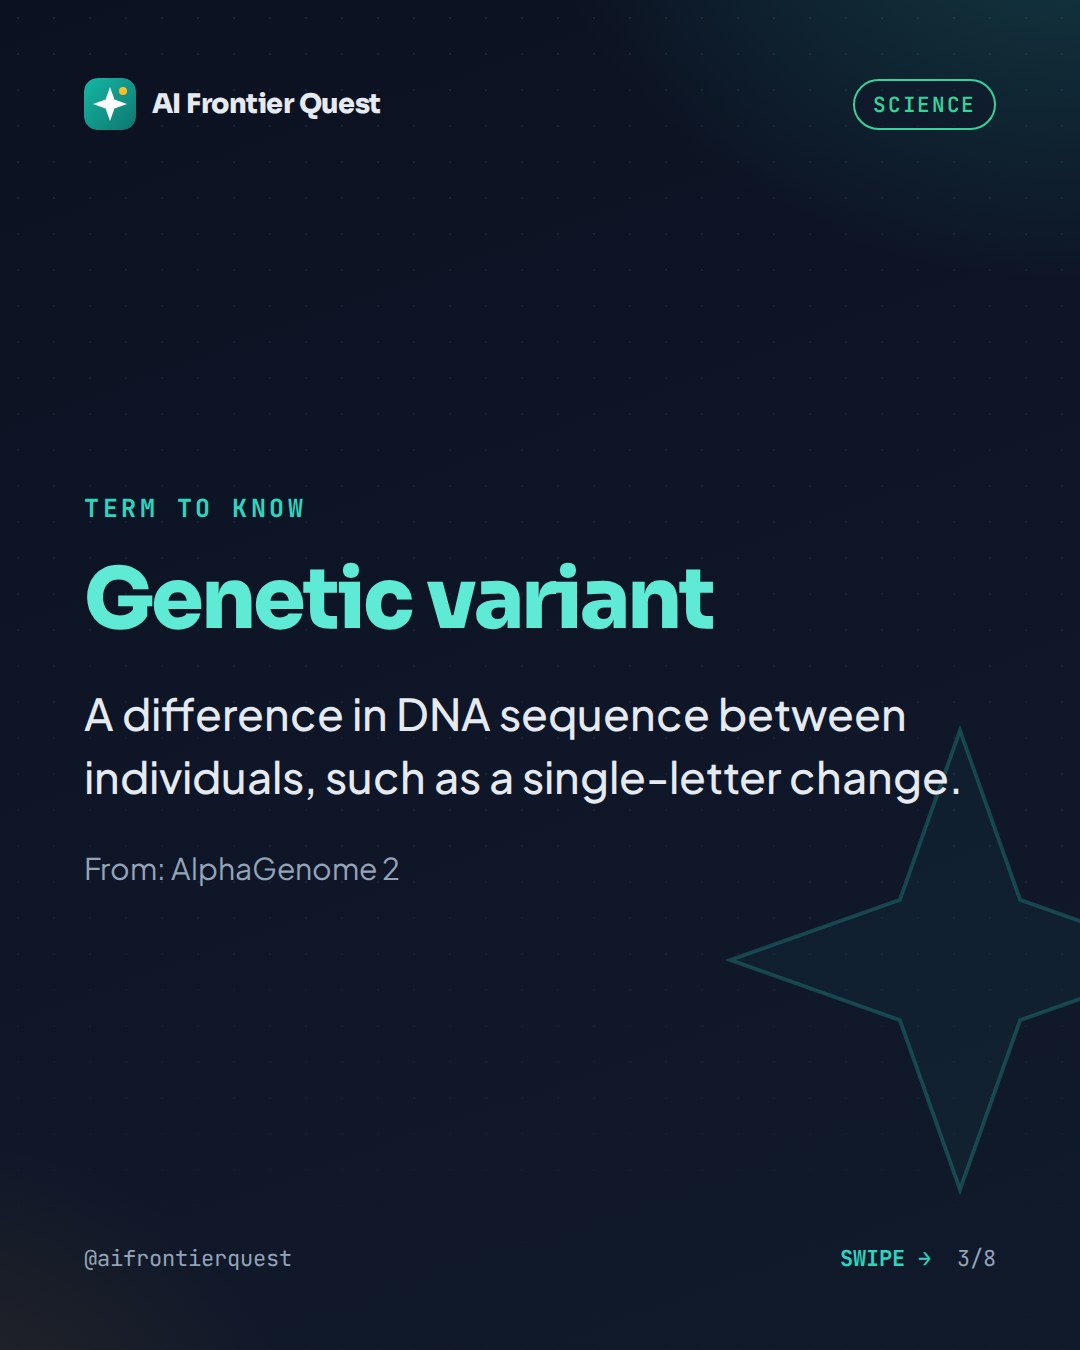 AI Frontier Quest
SCIENCE
TERM TO KNOW
Genetic variant
A difference in DNA sequence between
individuals, such as a single-letter change.
From: AlphaGenome 2
@aifrontierquest
SWIPE → 3/8